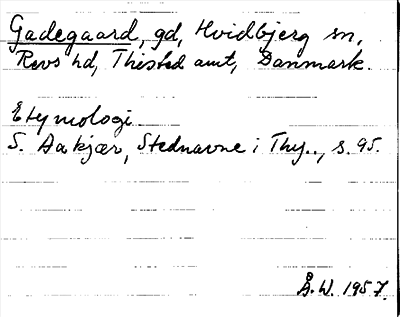 Gadegaard, gd, Hvidbjerg sn,
Revs hd, Thisted amt, Danmark.
Etymologi
S. Aakjær, Stednavne i Thy.., s. 95.
Å. W. 1957.